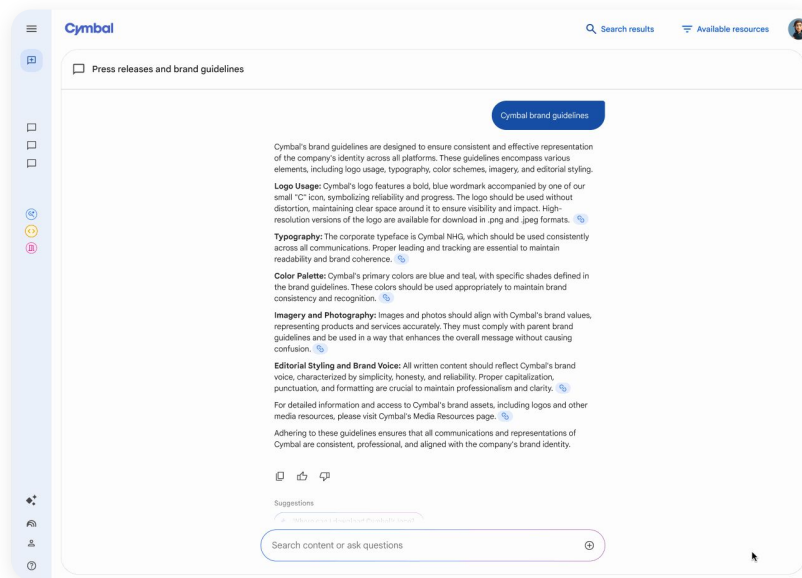 Cymbal
Search results
Available resources
Press releases and brand guidelines
Cymbal brand guidelines
Cymbal's brand guidelines are designed to ensure consistent and effective representation
of the company's identity across all platforms. These guidelines encompass various
elements, including logo usage, typography, color schemes, imagery, and editorial styling.
Logo Usage: Cymbal's logo features a bold, blue wordmark accompanied by one of our
small "C" icon, symbolizing reliability and progress. The logo should be used without
distortion, maintaining clear space around it to ensure visibility and impact. High-
resolution versions of the logo are available for download in .png and .jpeg formats.
Typography: The corporate typeface is Cymbal NHG, which should be used consistently
across all communications. Proper leading and tracking are essential to maintain
readability and brand coherence.
Color Palette: Cymbal's primary colors are blue and teal, with specific shades defined in
the brand guidelines. These colors should be used appropriately to maintain brand
consistency and recognition.
Imagery and Photography: Images and photos should align with Cymbal's brand values,
representing products and services accurately. They must comply with parent brand
guidelines and be used in a way that enhances the overall message without causing
confusion.
Editorial Styling and Brand Voice: All written content should reflect Cymbal's brand
voice, characterized by simplicity, honesty, and reliability. Proper capitalization,
punctuation, and formatting are crucial to maintain professionalism and clarity.
For detailed information and access to Cymbal's brand assets, including logos and other
media resources, please visit Cymbal's Media Resources page.
Adhering to these guidelines ensures that all communications and representations of
Cymbal are consistent, professional, and aligned with the company's brand identity.
Suggestions
Search content or ask questions